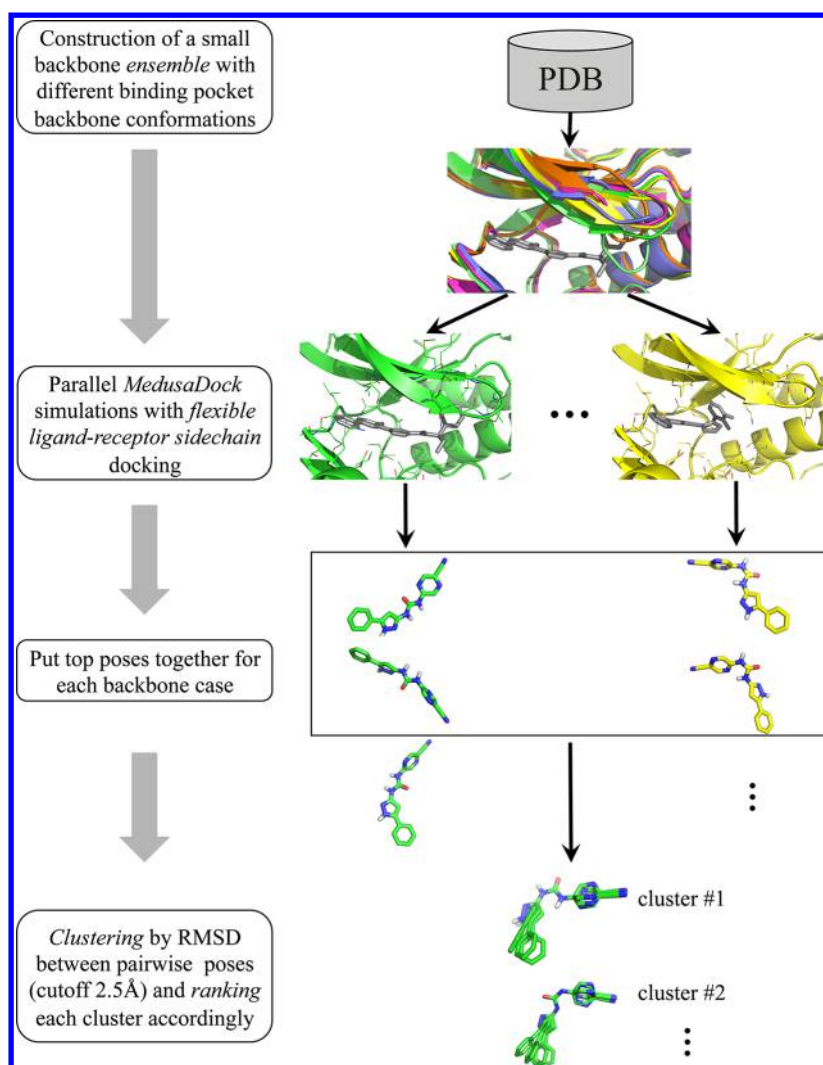 Construction of a small
backbone ensemble with
different binding pocket
backbone conformations
PDB
Parallel MedusaDock
simulations with flexible
ligand-receptor sidechain
docking
Put top poses together for
each backbone case
Clustering by RMSD
between pairwise poses
(cutoff 2.5Å) and ranking
each cluster accordingly
cluster #1
cluster #2